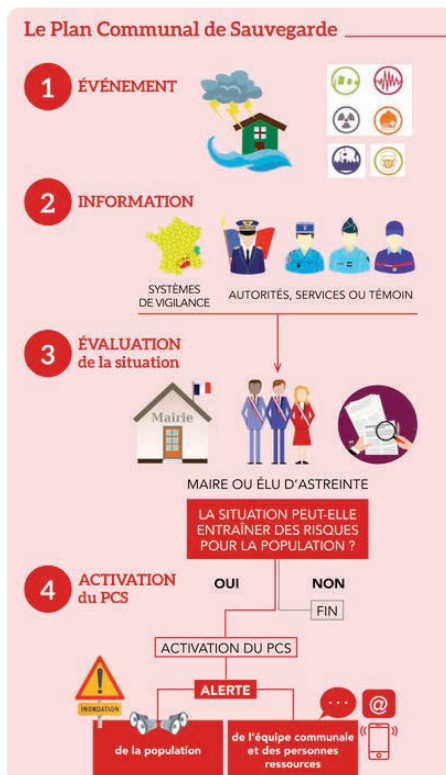 Le Plan Communal de Sauvegarde
1
ÉVÉNEMENT
2
INFORMATION
SYSTÈMES
DE VIGILANCE
AUTORITÉS, SERVICES OU TÉMOIN
3
ÉVALUATION
de la situation
Mairie
MAIRE OU ÉLU D'ASTREINTE
LA SITUATION PEUT-ELLE
ENTRAÎNER DES RISQUES
POUR LA POPULATION ?
4
ACTIVATION
du PCS
OUI
NON
FIN
ACTIVATION DU PCS
ALERTE
INONDATION
de la population
de l'équipe communale
et des personnes
ressources
@